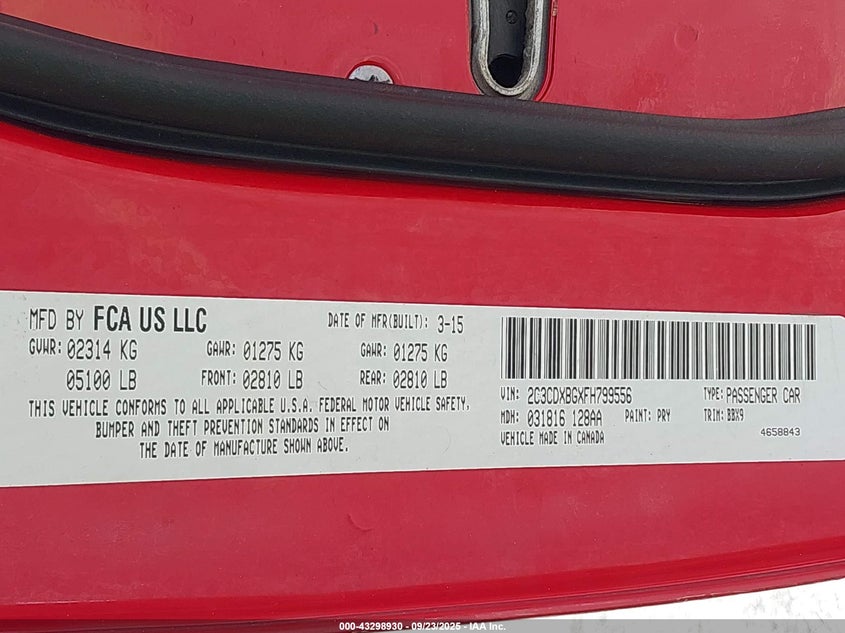 MFD BY FCA US LLC DATE OF MFR(BUILT): 3-15
GVWR: 02314 KG GAWR: 01275 KG GAWR: 01275 KG
05100 LB FRONT: 02810 LB REAR: 02810 LB
THIS VEHICLE CONFORMS TO ALL APPLICABLE U.S.A. FEDERAL MOTOR VEHICLE SAFETY,
BUMPER AND THEFT PREVENTION STANDARDS IN EFFECT ON
THE DATE OF MANUFACTURE SHOWN ABOVE.
VIN: 2C3CDXBGXFH799556 TYPE: PASSENGER CAR
MDH: 031816 128AA PAINT: PRY TRIM: BBX9
VEHICLE MADE IN CANADA 4658843
000-43298930 - 09/23/2025 - IAA Inc.